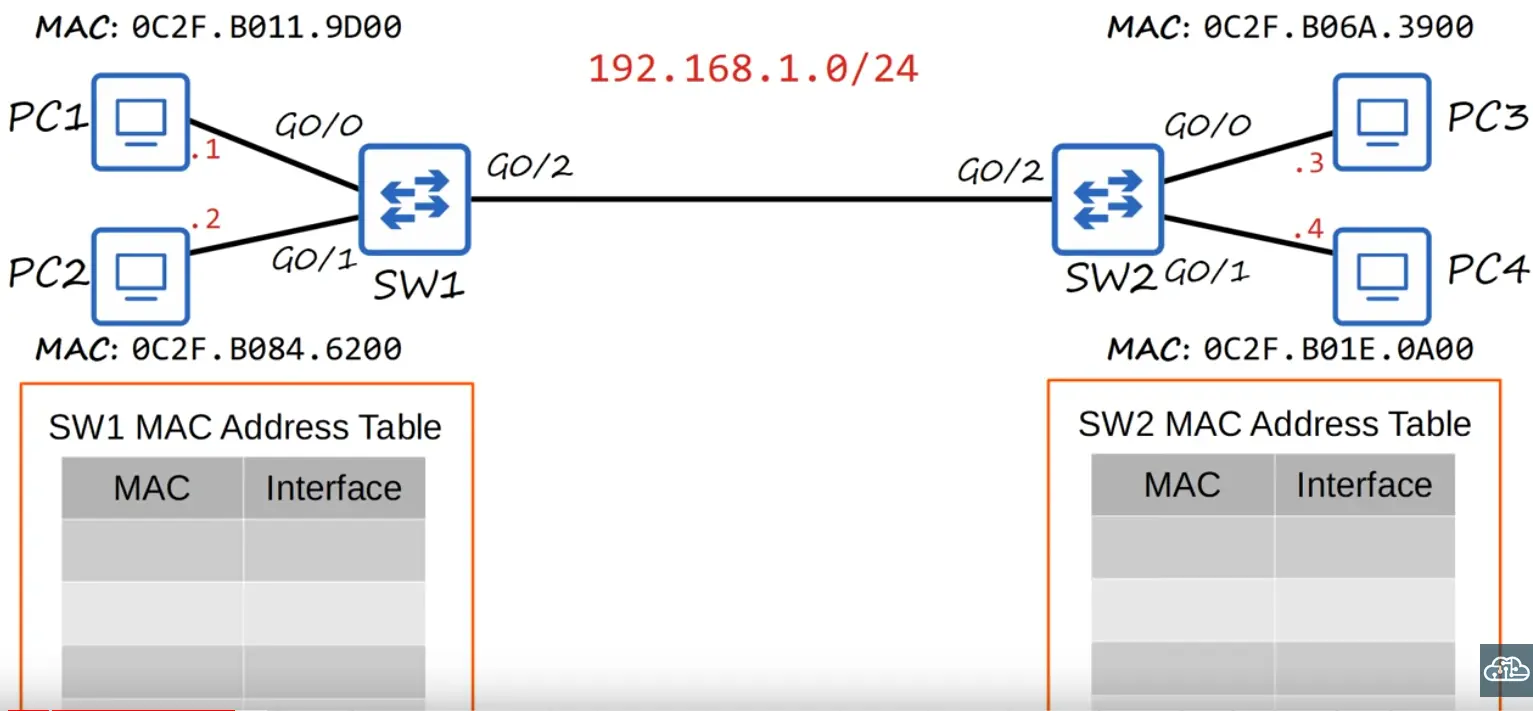 MAC: 0C2F.B011.9D00
MAC: 0C2F.B06A.3900
192.168.1.0/24
PC1
.1
G0/0
G0/2
G0/2
G0/0
.3
PC3
PC2
.2
G0/1
SW1
SW2
G0/1
.4
PC4
MAC: 0C2F.B084.6200
MAC: 0C2F.B01E.0A00
SW1 MAC Address Table
MAC Interface
SW2 MAC Address Table
MAC Interface